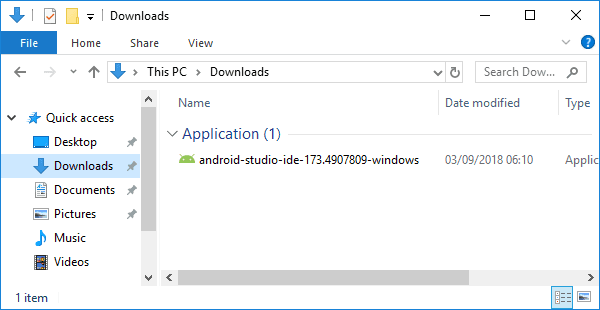 Downloads
File Home Share View
This PC Downloads Search Dow...
Name Date modified Type
Quick access
Application (1)
Desktop
android-studio-ide-173.4907809-windows 03/09/2018 06:10 Applic
Downloads
Documents
Pictures
Music
Videos
1 item